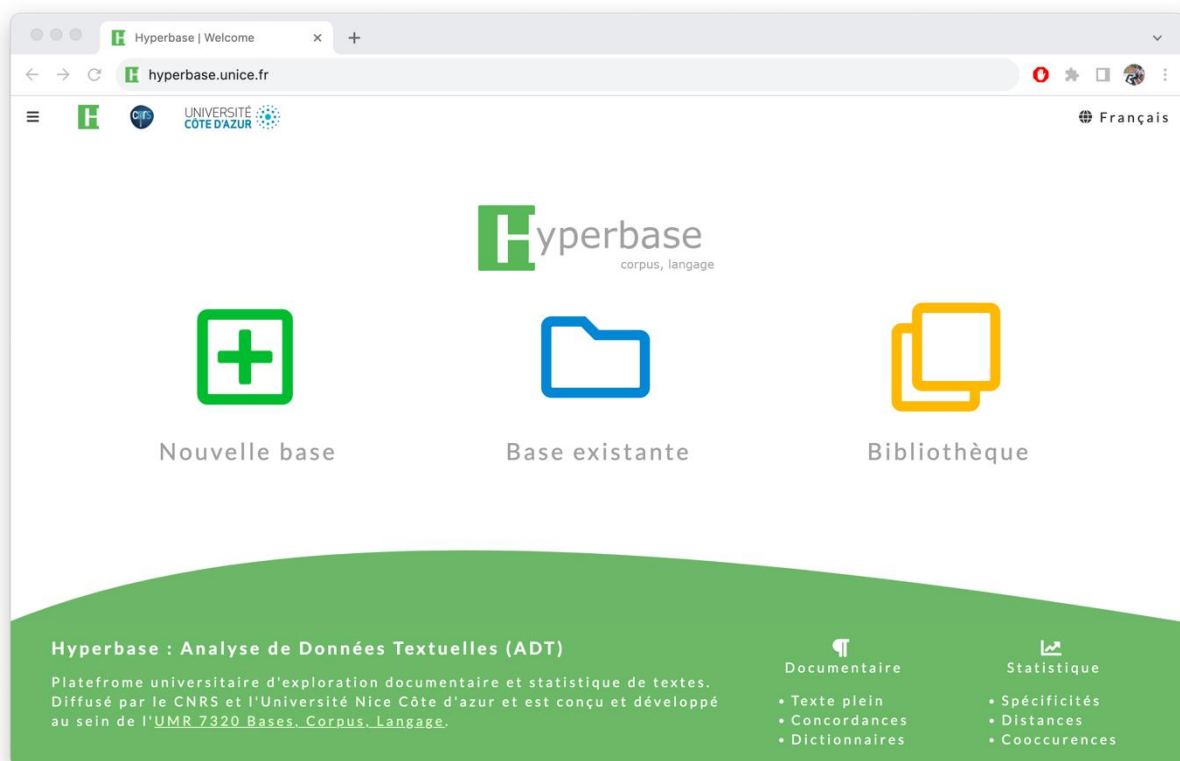 Hyperbase | Welcome
hyperbase.unice.fr
H cnrs UNIVERSITÉ CÔTE D'AZUR Français
Hyperbase
corpus, langage
Nouvelle base Base existante Bibliothèque
Hyperbase : Analyse de Données Textuelles (ADT)
Platefrome universitaire d'exploration documentaire et statistique de textes.
Diffusé par le CNRS et l'Université Nice Côte d'azur et est conçu et développé
au sein de l'UMR 7320 Bases, Corpus, Langage.
Documentaire
• Texte plein
• Concordances
• Dictionnaires
Statistique
• Spécificités
• Distances
• Cooccurences